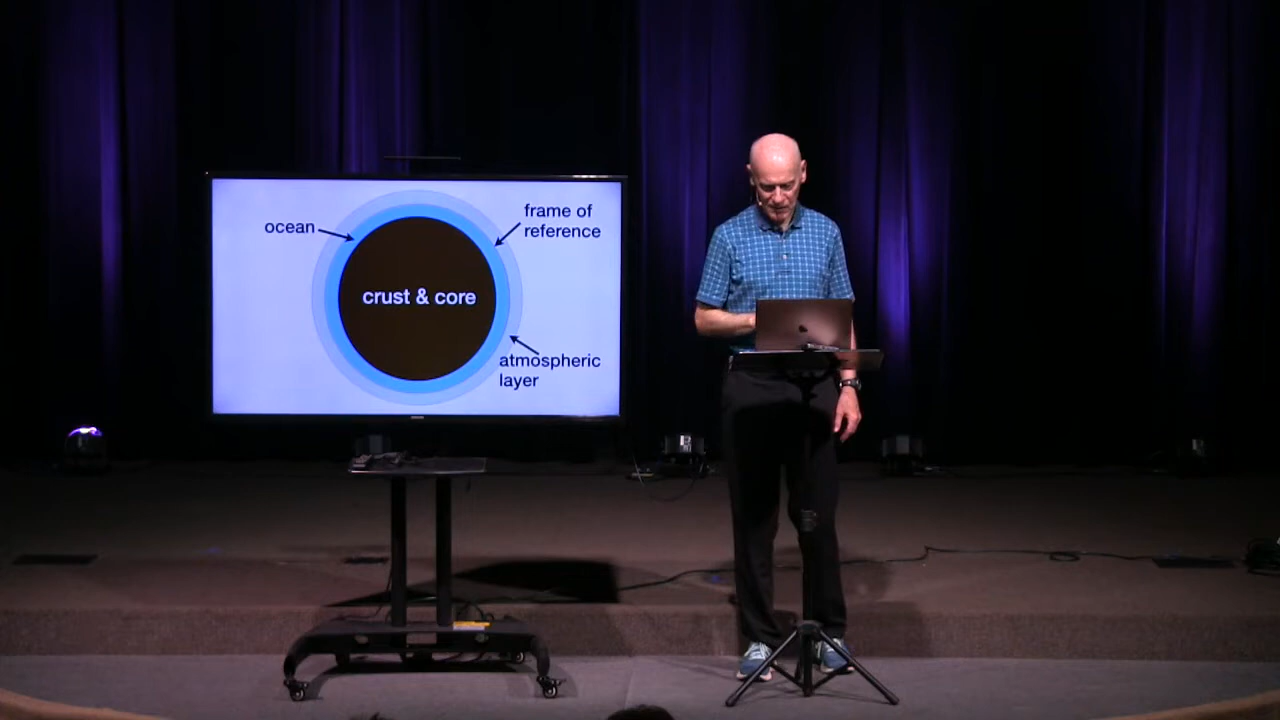 ocean
frame of
reference
crust & core
atmospheric
layer